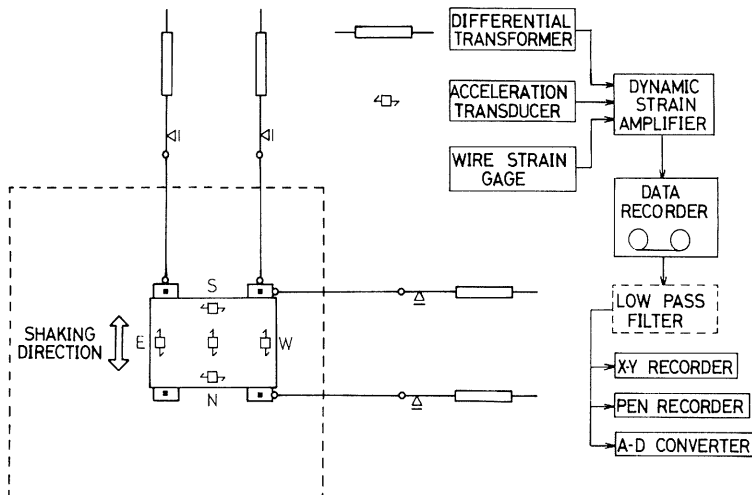 DIFFERENTIAL
TRANSFORMER
ACCELERATION
TRANSDUCER
WIRE STRAIN
GAGE
DYNAMIC
STRAIN
AMPLIFIER
DATA
RECORDER
LOW PASS
FILTER
X-Y RECORDER
PEN RECORDER
A-D CONVERTER
S
SHAKING
DIRECTION
E
W
N